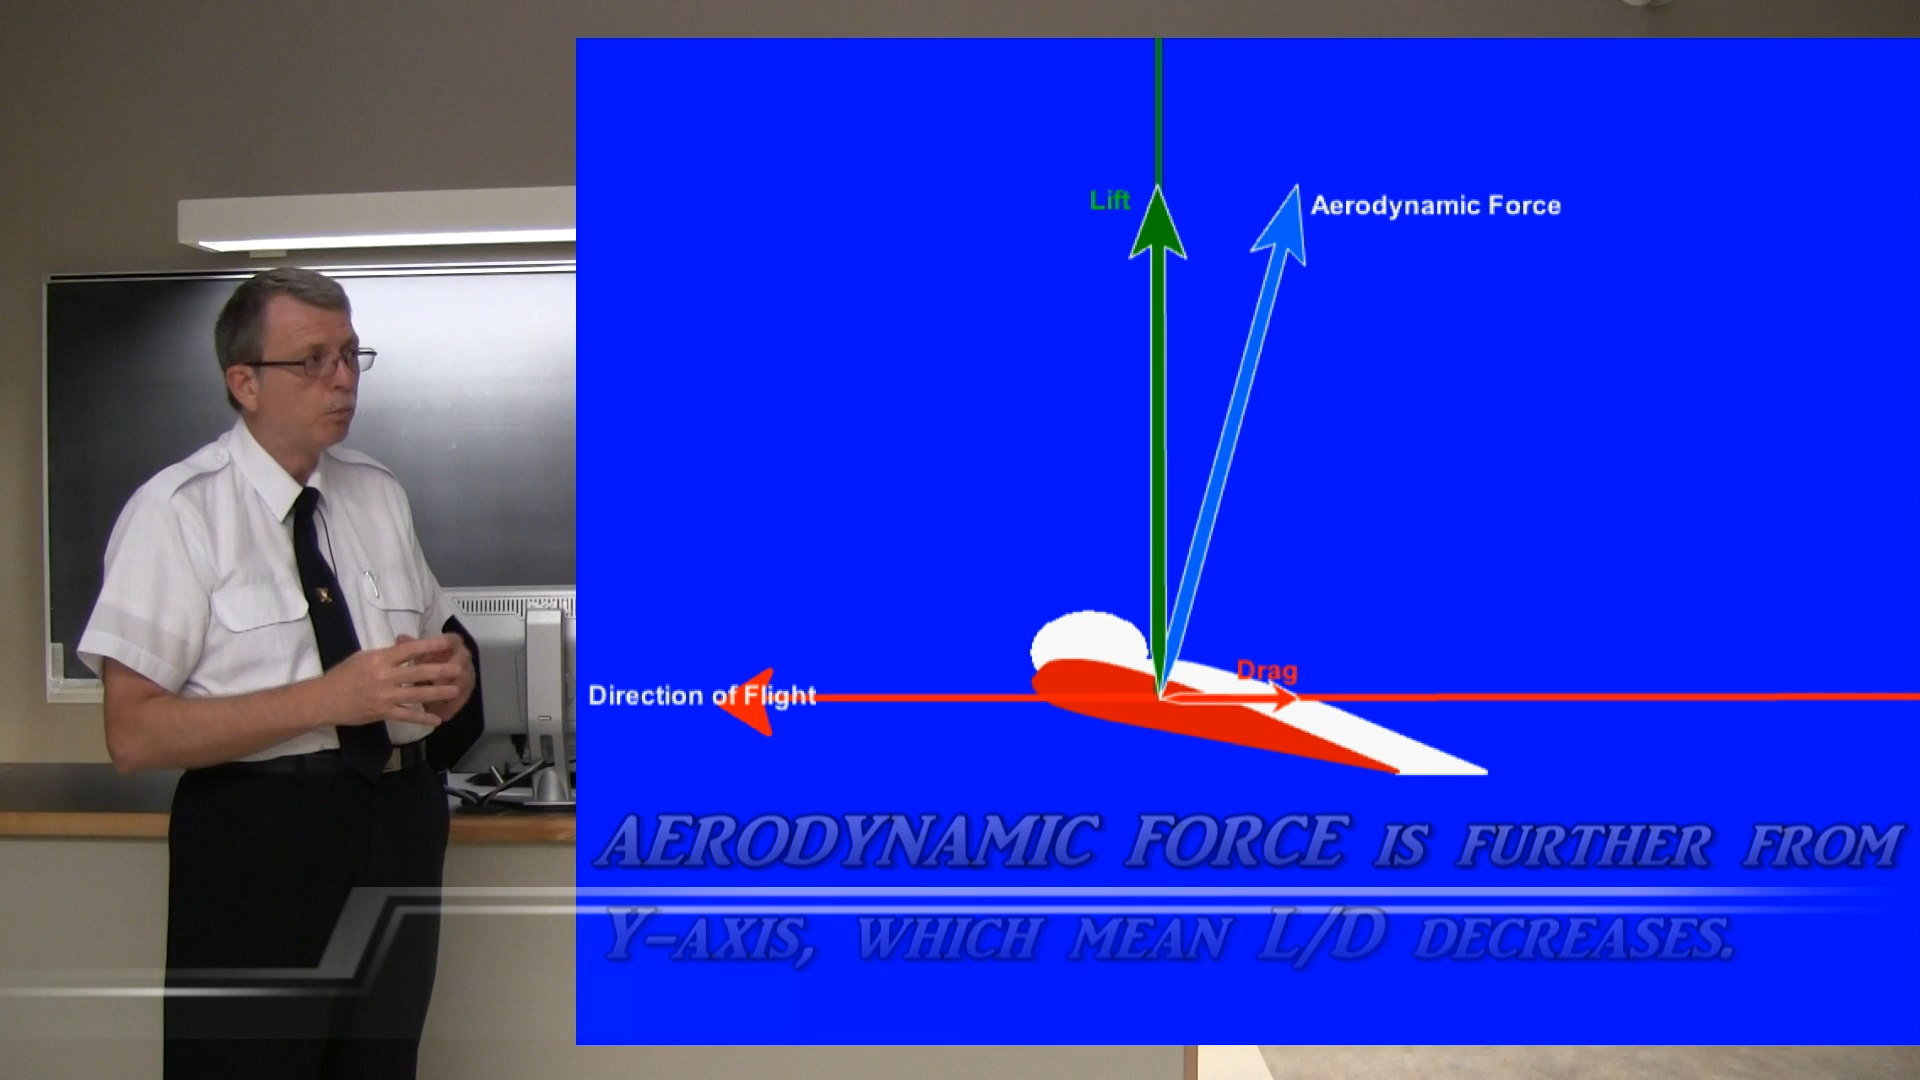 Lift
Aerodynamic Force
Drag
Direction of Flight
AERODYNAMIC FORCE IS FURTHER FROM
Y-AXIS, WHICH MEAN L/D DECREASES.